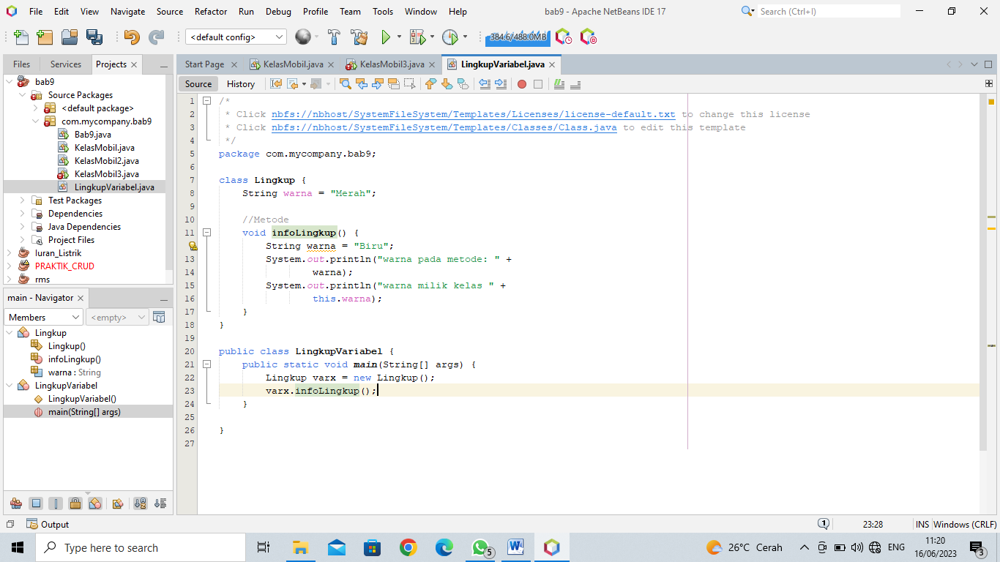 File Edit View Navigate Source Refactor Run Debug Profile Team Tools Window Help
bab9 - Apache NetBeans IDE 17
Search (Ctrl+I)
<default config>
384.6/488.0MB
Files Services Projects
Start Page KelasMobil.java KelasMobil3.java LingkupVariabel.java
Source History
bab9
Source Packages
<default package>
com.mycompany.bab9
Bab9.java
KelasMobil.java
KelasMobil2.java
KelasMobil3.java
LingkupVariabel.java
Test Packages
Dependencies
Java Dependencies
Project Files
Iuran_Listrik
PRAKTIK_CRUD
rms
main - Navigator
Members <empty>
Lingkup
Lingkup()
infoLingkup()
warna : String
LingkupVariabel
LingkupVariabel()
main(String[] args)
1 /*
2 * Click nbfs://nbhost/SystemFileSystem/Templates/Licenses/license-default.txt to change this license
3 * Click nbfs://nbhost/SystemFileSystem/Templates/Classes/Class.java to edit this template
4 */
5 package com.mycompany.bab9;
6
7 class Lingkup {
8 String warna = "Merah";
9
10 //Metode
11 void infoLingkup() {
String warna = "Biru";
13 System.out.println("warna pada metode: " +
14 warna);
15 System.out.println("warna milik kelas " +
16 this.warna);
17 }
18 }
19
20 public class LingkupVariabel {
21 public static void main(String[] args) {
22 Lingkup varx = new Lingkup();
23 varx.infoLingkup();
24 }
25
26 }
27
Output
1
23:28
INS
Windows (CRLF)
Type here to search
5
26°C Cerah
ENG
11:20
16/06/2023
3